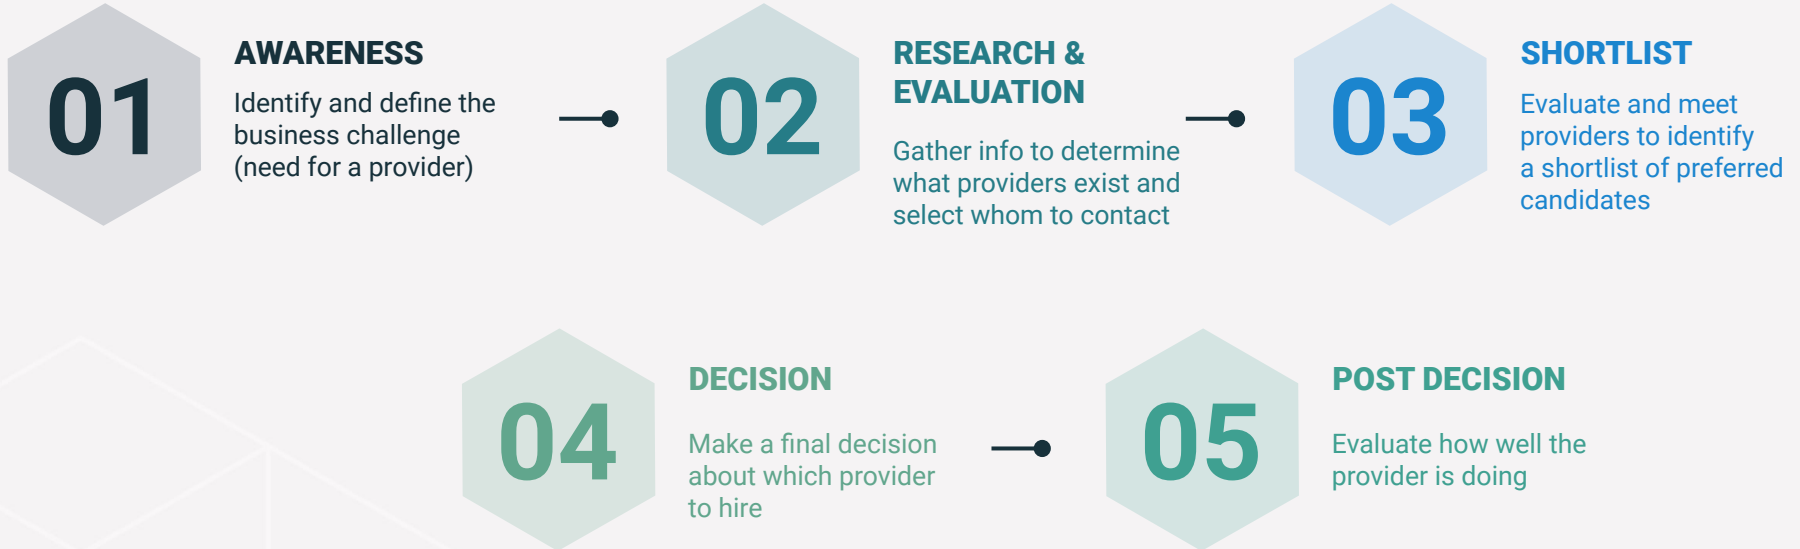 01
AWARENESS
Identify and define the
business challenge
(need for a provider)
02
RESEARCH &
EVALUATION
Gather info to determine
what providers exist and
select whom to contact
03
SHORTLIST
Evaluate and meet
providers to identify
a shortlist of preferred
candidates
04
DECISION
Make a final decision
about which provider
to hire
05
POST DECISION
Evaluate how well the
provider is doing